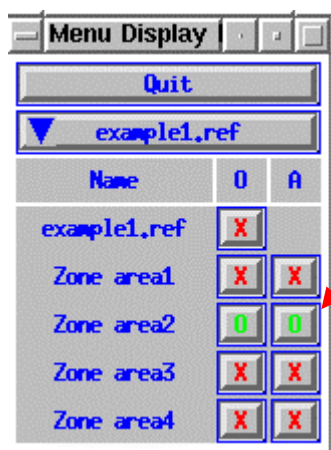 Menu Display
Quit
example1.ref
Name O A
example1.ref X
Zone area1 X X
Zone area2 O O
Zone area3 X X
Zone area4 X X